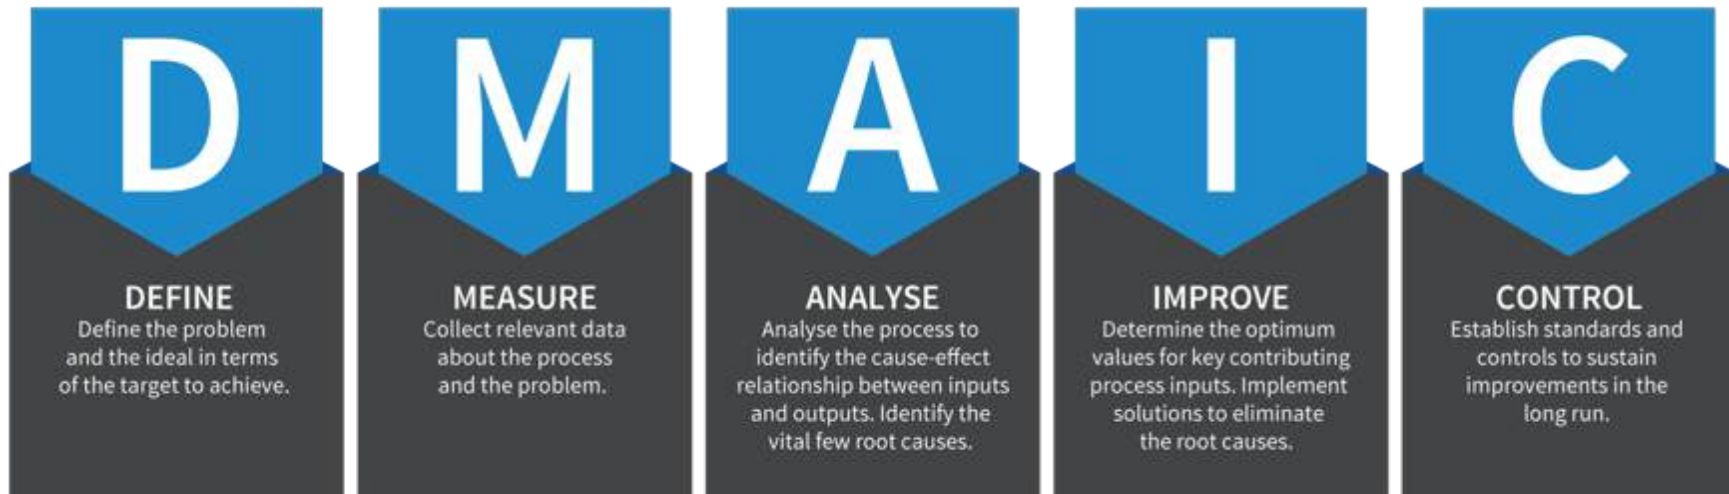 D
DEFINE
Define the problem
and the ideal in terms
of the target to achieve.
M
MEASURE
Collect relevant data
about the process
and the problem.
A
ANALYSE
Analyse the process to
identify the cause-effect
relationship between inputs
and outputs. Identify the
vital few root causes.
I
IMPROVE
Determine the optimum
values for key contributing
process inputs. Implement
solutions to eliminate
the root causes.
C
CONTROL
Establish standards and
controls to sustain
improvements in the
long run.